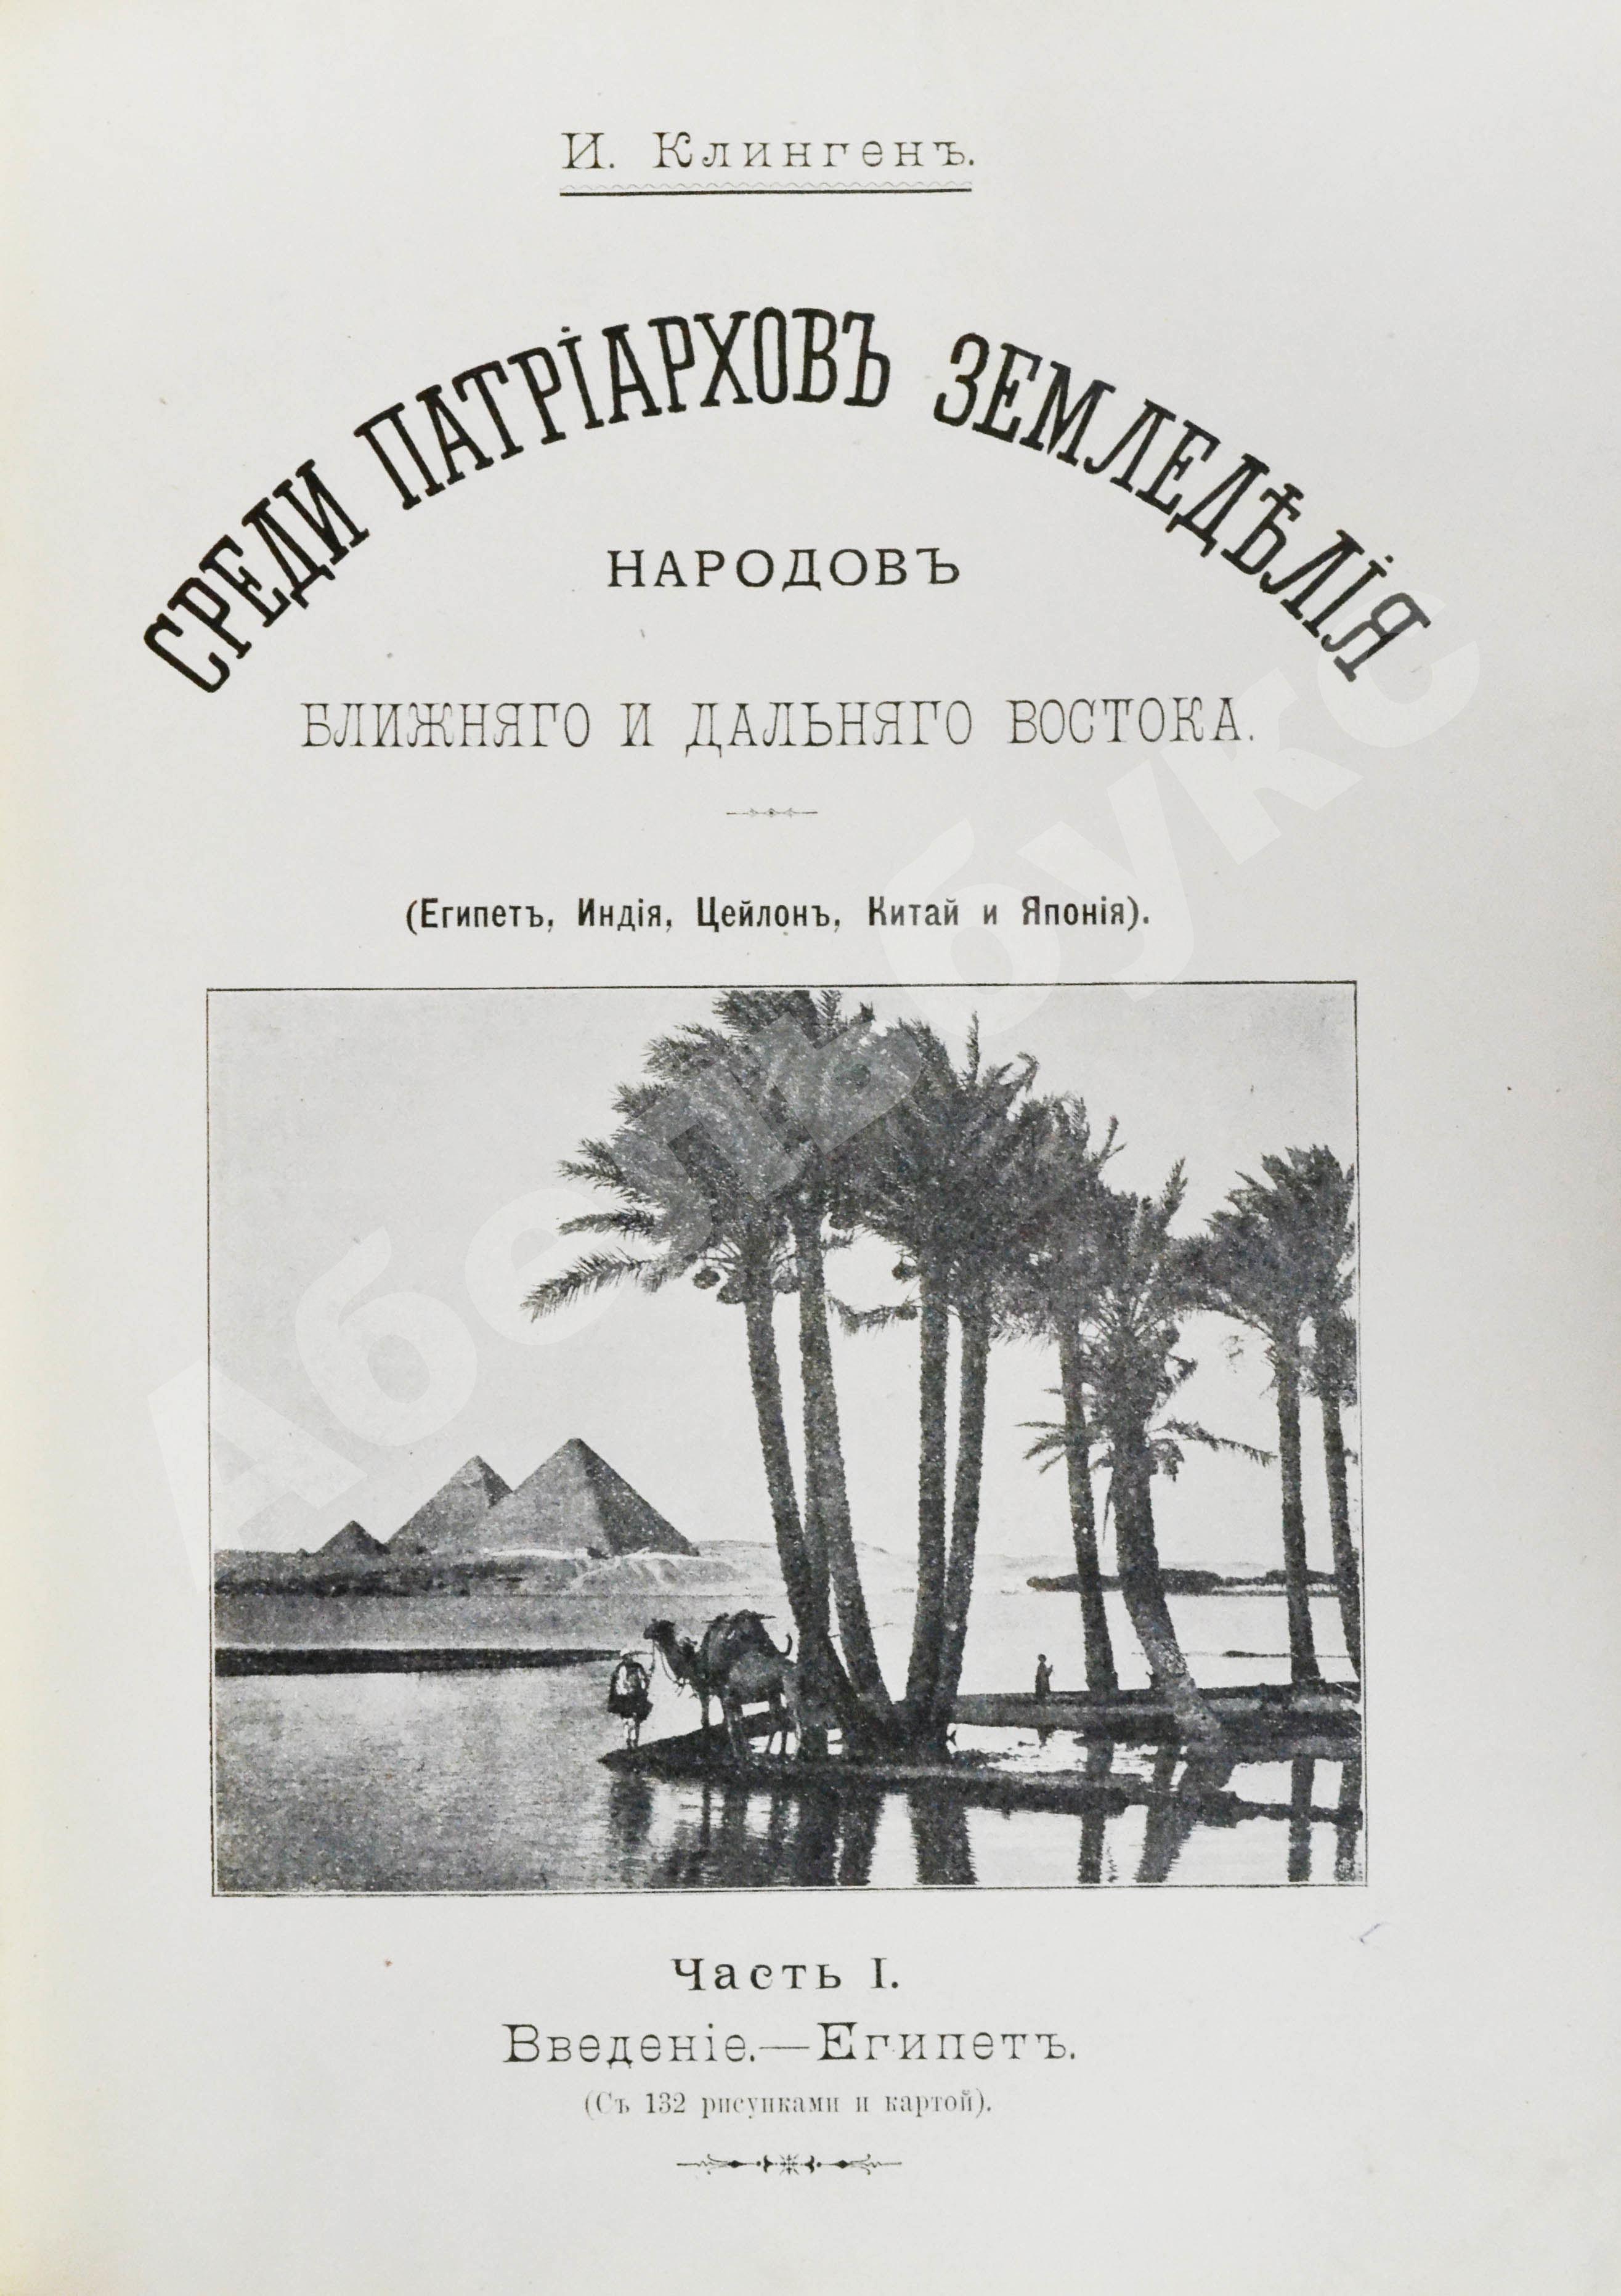 И. Клингенъ.
СРЕДИ ПАТРІАРХОВЪ ЗЕМЛЕДѢЛІЯ
НАРОДОВЪ
БЛИЖНЯГО И ДАЛЬНЯГО ВОСТОКА.
(Египетъ, Индія, Цейлонъ, Китай и Японія).
Абельбукс
Часть I.
Введеніе.—Египетъ.
(Съ 132 рисунками и картой).